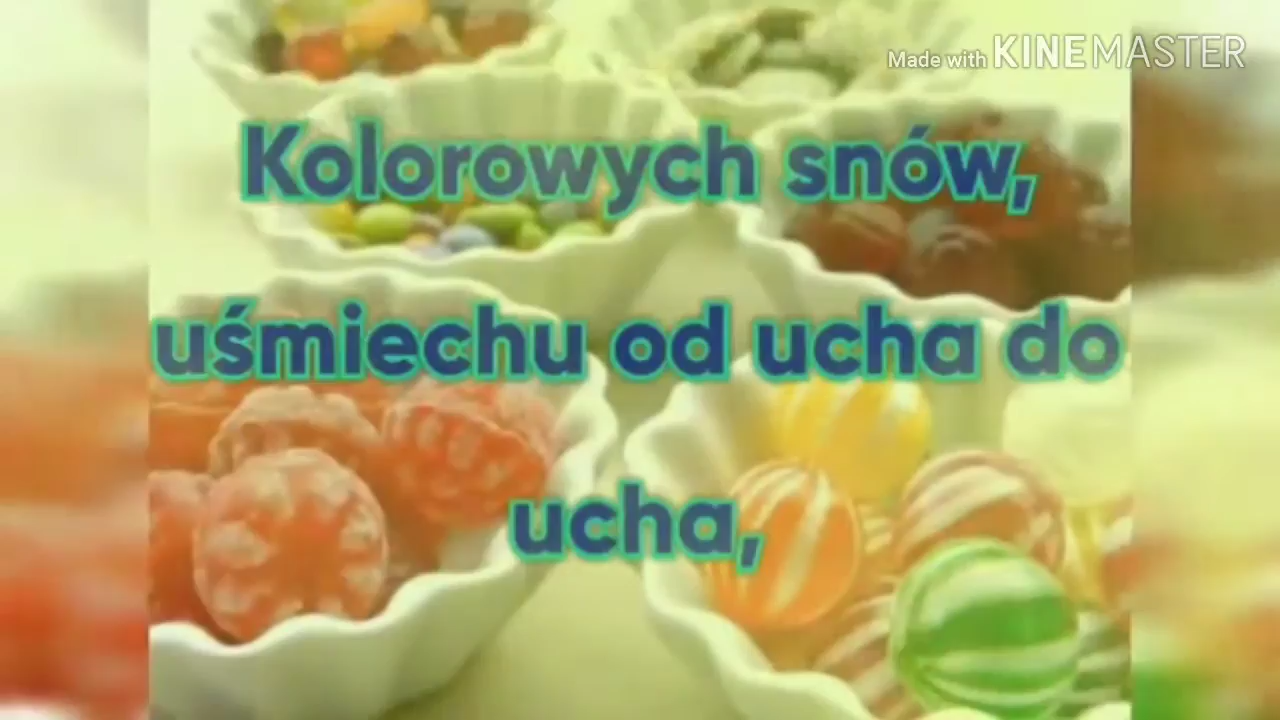 Made with KINEMASTER
Kolorowych snów,
uśmiechu od ucha do
ucha,